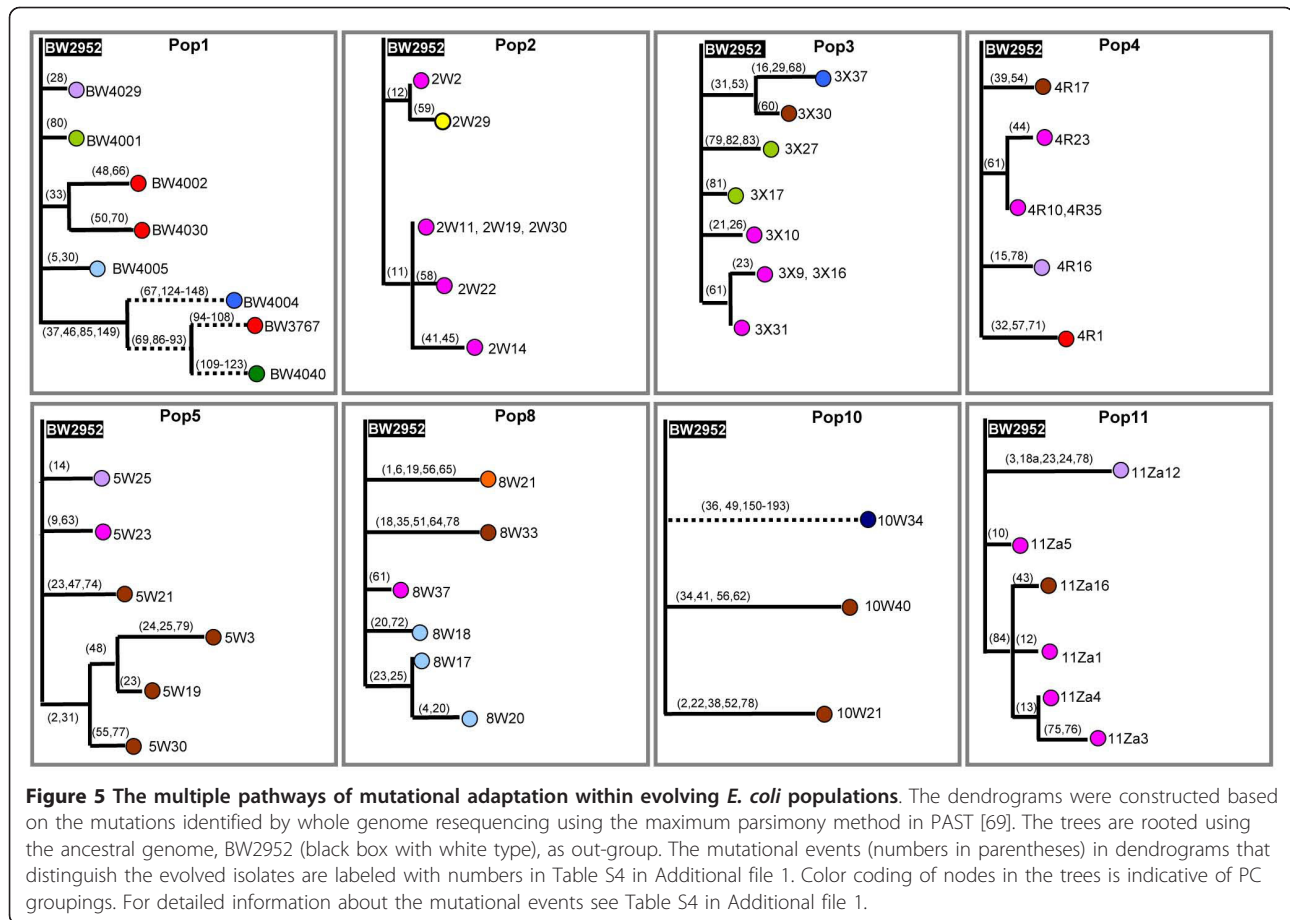 BW2952 Pop1
(28)
BW4029
(80)
BW4001
(48,66)
BW4002
(33)
(50,70)
BW4030
(5,30)
BW4005
(67,124-148)
BW4004
(37,46,85,149)
(94-108)
BW3767
(69,86-93)
(109-123)
BW4040
BW2952 Pop2
2W2
(12)
(59)
2W29
2W11, 2W19, 2W30
(11)
(58)
2W22
(41,45)
2W14
BW2952 Pop3
(16,29,68)
3X37
(31,53)
(60)
3X30
(79,82,83)
3X27
(81)
3X17
(21,26)
3X10
(23)
3X9, 3X16
(61)
3X31
BW2952 Pop4
(39,54)
4R17
(44)
4R23
(61)
4R10,4R35
(15,78)
4R16
(32,57,71)
4R1
Pop5
BW2952
(14)
5W25
(9,63)
5W23
(23,47,74)
5W21
(24,25,79)
5W3
(48)
(23)
5W19
(2,31)
(55,77)
5W30
Pop8
BW2952
(1,6,19,56,65)
8W21
(18,35,51,64,78
8W33
(61)
8W37
(20,72)
8W18
8W17
(23,25)
(4,20)
8W20
Pop10
BW2952
(36, 49,150-193)
10W34
(34,41, 56,62)
10W40
(2,22,38,52,78)
10W21
Pop11
BW2952
(3,18a,23,24,78)
11Za12
(10)
11Za5
(43)
11Za16
(84)
(12)
11Za1
11Za4
(13)
(75,76)
11Za3
Figure 5 The multiple pathways of mutational adaptation within evolving E. coli populations. The dendrograms were constructed based
on the mutations identified by whole genome resequencing using the maximum parsimony method in PAST [69]. The trees are rooted using
the ancestral genome, BW2952 (black box with white type), as out-group. The mutational events (numbers in parentheses) in dendrograms that
distinguish the evolved isolates are labeled with numbers in Table S4 in Additional file 1. Color coding of nodes in the trees is indicative of PC
groupings. For detailed information about the mutational events see Table S4 in Additional file 1.